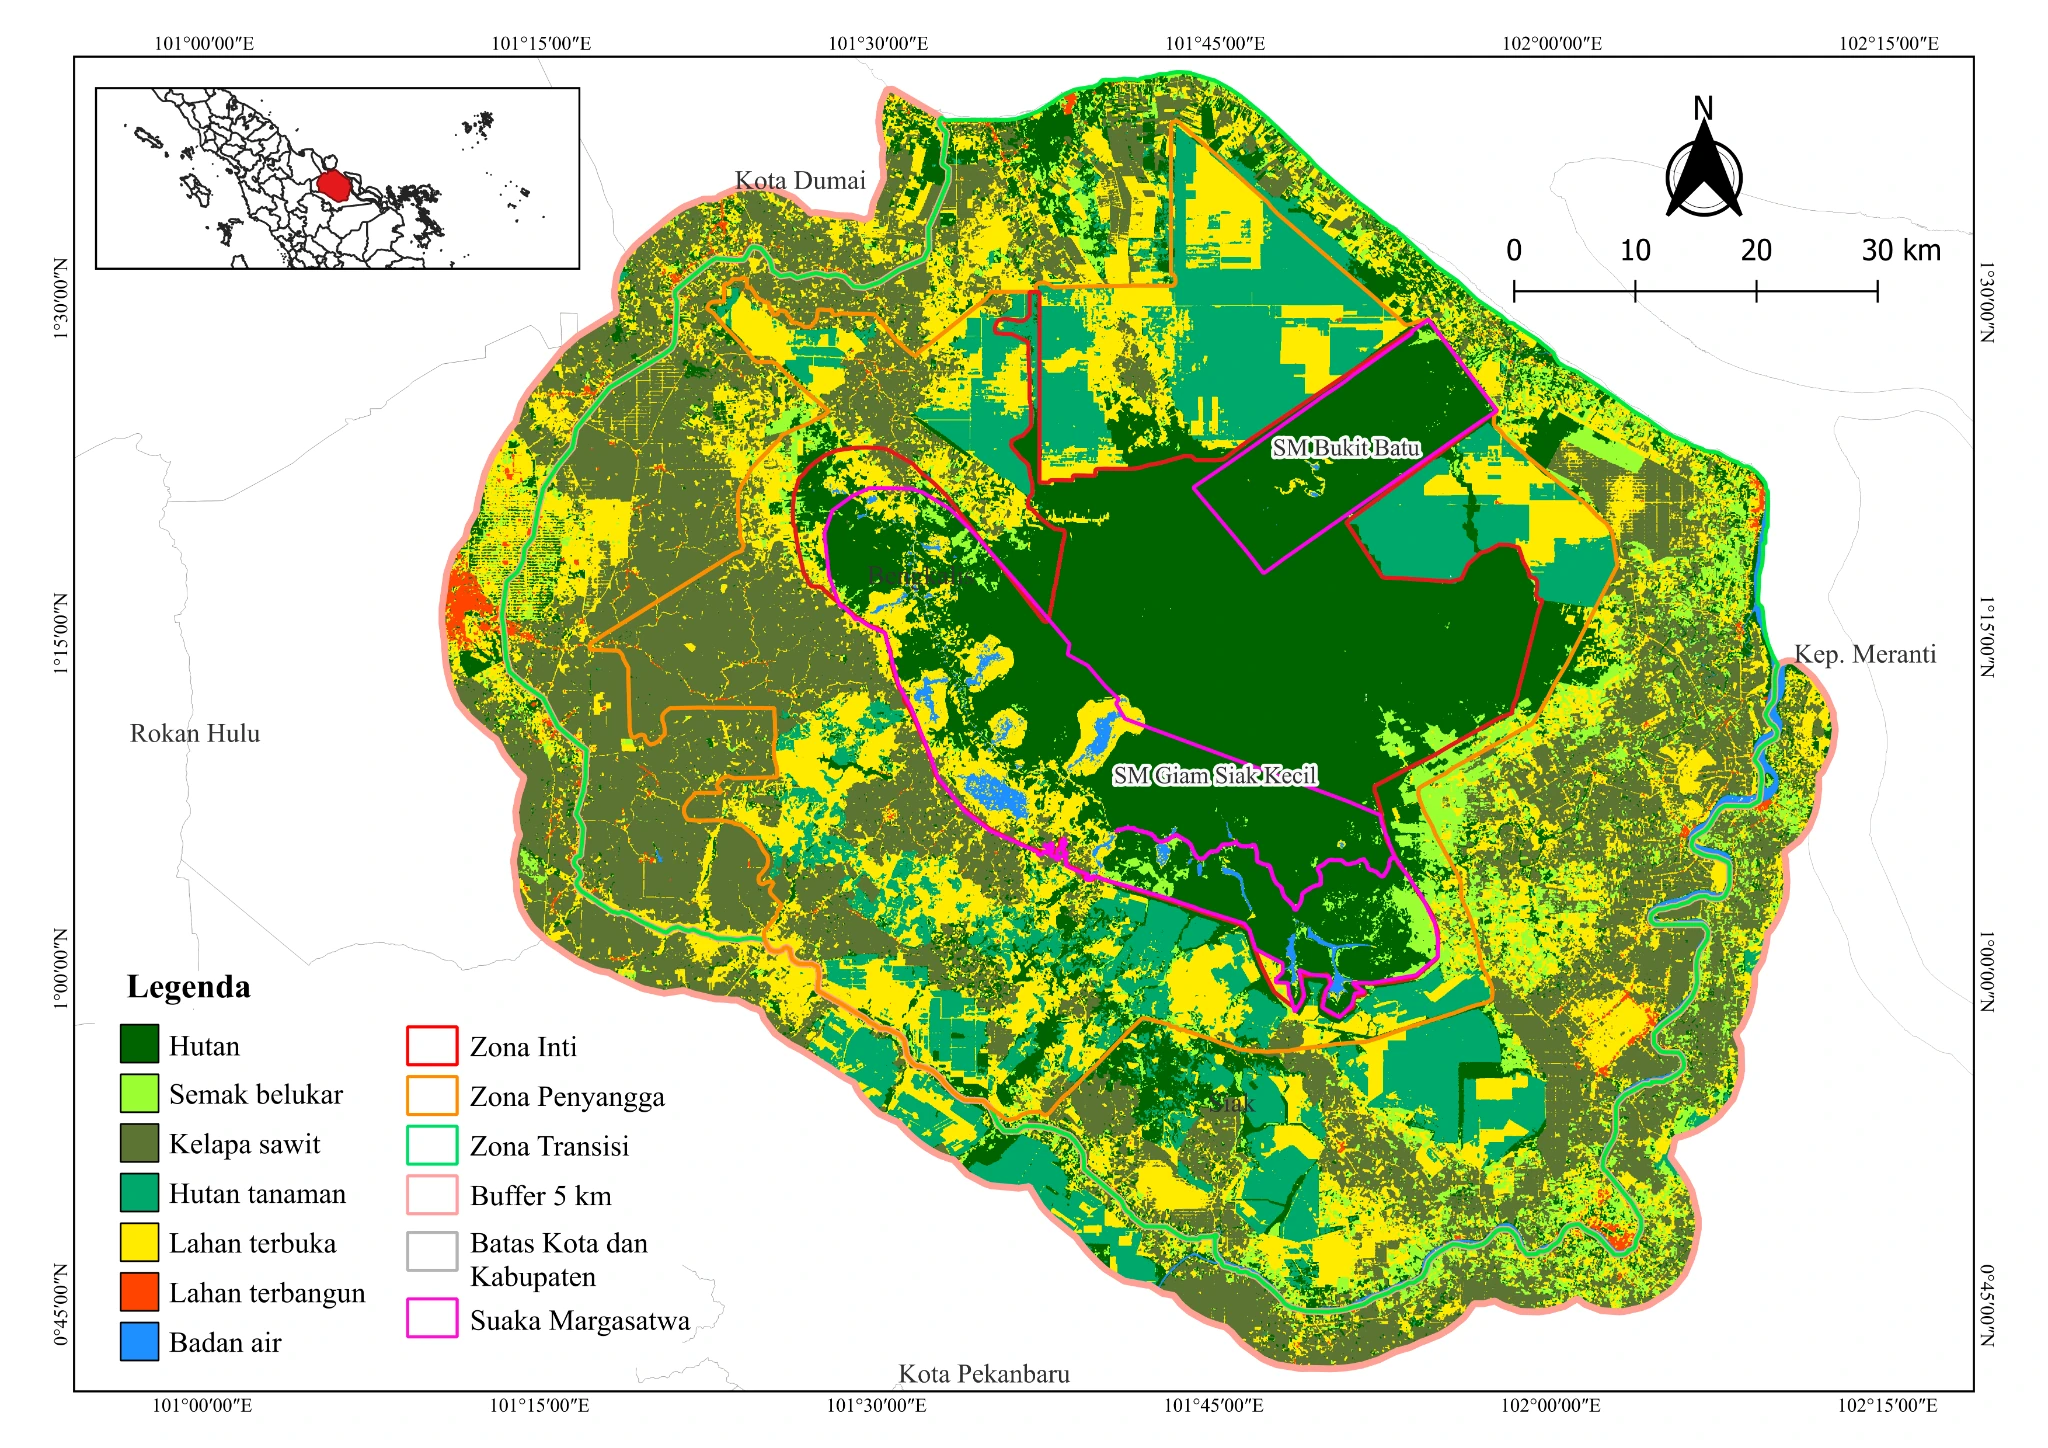 101°00′00″E 101°15′00″E 101°30′00″E 101°45′00″E 102°00′00″E 102°15′00″E
N
0 10 20 30 km
Kota Dumai
1°30′00″N
1°30′00″N
SM Bukit Batu
1°15′00″N
1°15′00″N
Kep. Meranti
Rokan Hulu
SM Giam Siak Kecil
1°00′00″N
1°00′00″N
Siak
0°45′00″N
0°45′00″N
Kota Pekanbaru
Legenda
Hutan
Semak belukar
Kelapa sawit
Hutan tanaman
Lahan terbuka
Lahan terbangun
Badan air
Zona Inti
Zona Penyangga
Zona Transisi
Buffer 5 km
Batas Kota dan
Kabupaten
Suaka Margasatwa
101°00′00″E 101°15′00″E 101°30′00″E 101°45′00″E 102°00′00″E 102°15′00″E